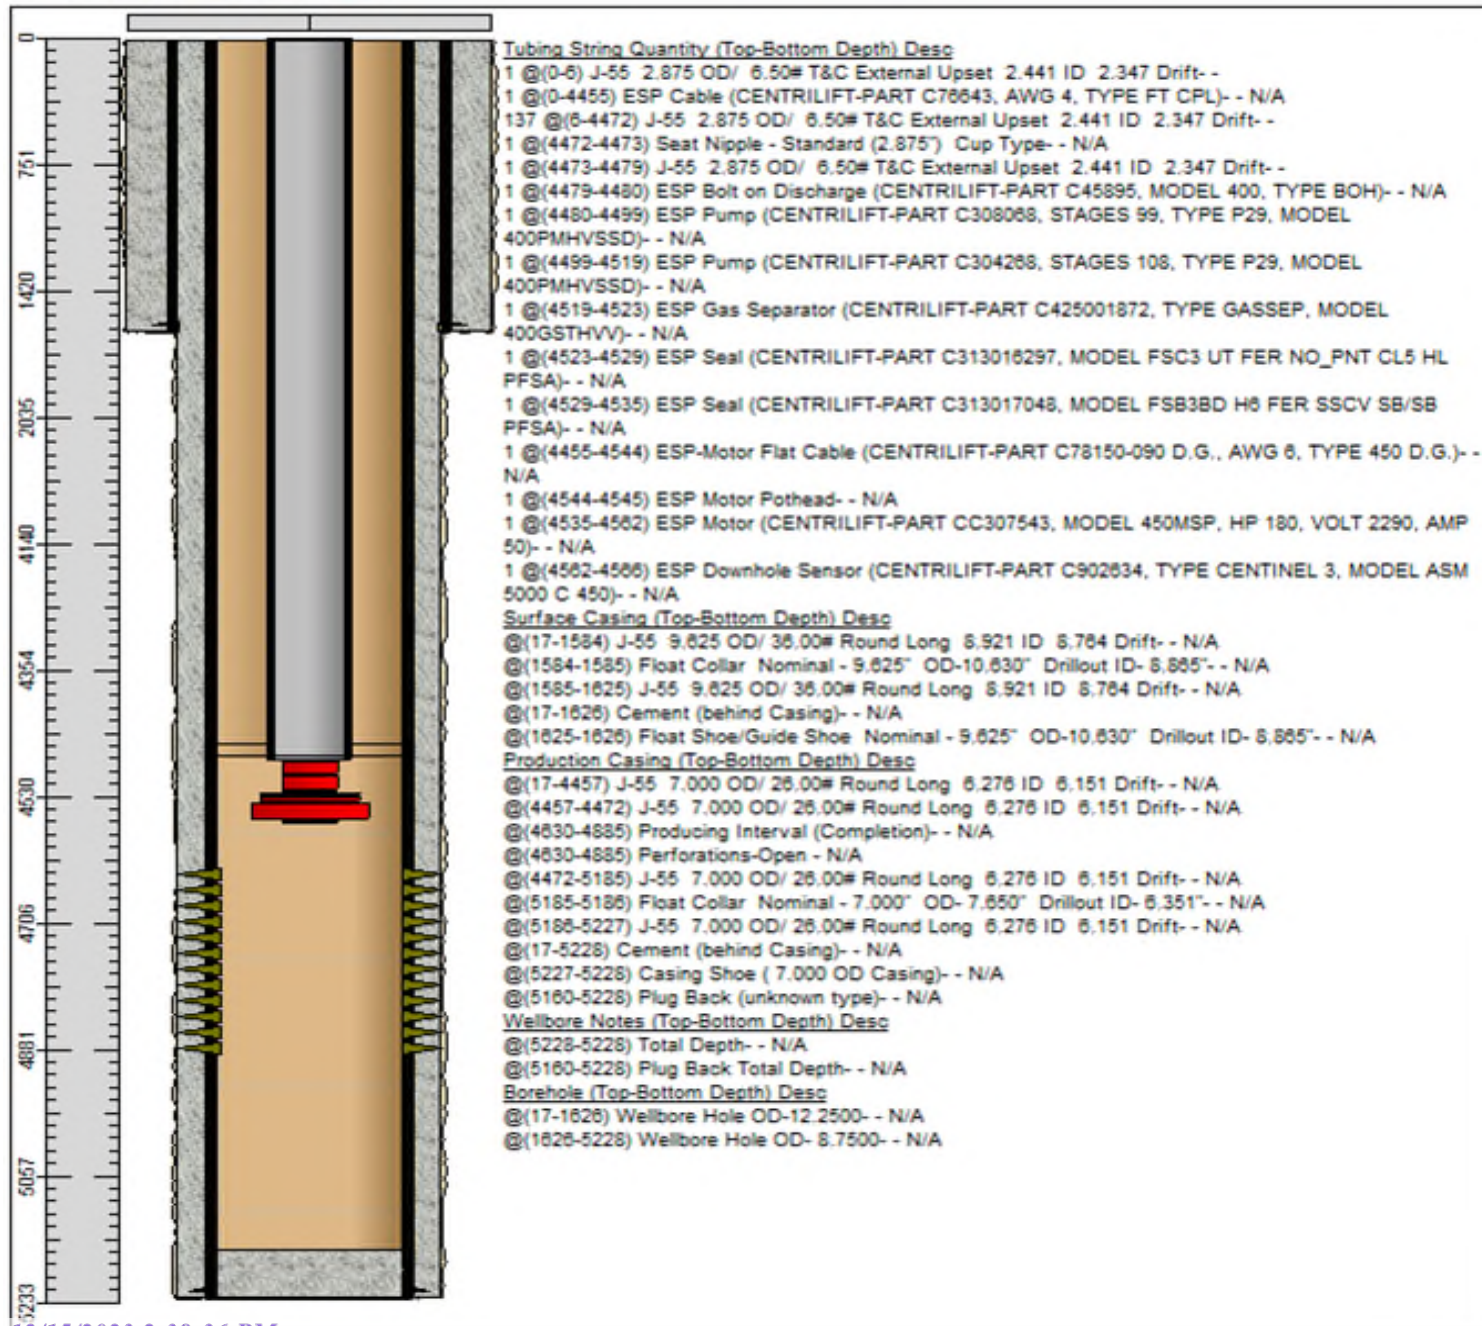 Tubing String Quantity (Top-Bottom Depth) Desc
1 @(0-6) J-55 2.875 OD/ 6.50# T&C External Upset 2.441 ID 2.347 Drift- -
1 @(0-4455) ESP Cable (CENTRILIFT-PART C76643, AWG 4, TYPE FT CPL)- - N/A
137 @(6-4472) J-55 2.875 OD/ 6.50# T&C External Upset 2.441 ID 2.347 Drift- -
1 @(4472-4473) Seat Nipple - Standard (2.875") Cup Type- - N/A
1 @(4473-4479) J-55 2.875 OD/ 6.50# T&C External Upset 2.441 ID 2.347 Drift- -
1 @(4479-4480) ESP Bolt on Discharge (CENTRILIFT-PART C45895, MODEL 400, TYPE BOH)- - N/A
1 @(4480-4499) ESP Pump (CENTRILIFT-PART C308068, STAGES 99, TYPE P29, MODEL
400PMHVSSD)- - N/A
1 @(4499-4519) ESP Pump (CENTRILIFT-PART C304268, STAGES 108, TYPE P29, MODEL
400PMHVSSD)- - N/A
1 @(4519-4523) ESP Gas Separator (CENTRILIFT-PART C425001872, TYPE GASSEP, MODEL
400GSTHVV)- - N/A
1 @(4523-4529) ESP Seal (CENTRILIFT-PART C313016297, MODEL FSC3 UT FER NO_PNT CL5 HL
PFSA)- - N/A
1 @(4529-4535) ESP Seal (CENTRILIFT-PART C313017048, MODEL FSB3BD H6 FER SSCV SB/SB
PFSA)- - N/A
1 @(4455-4544) ESP-Motor Flat Cable (CENTRILIFT-PART C78150-090 D.G., AWG 6, TYPE 450 D.G.)- -
N/A
1 @(4544-4545) ESP Motor Pothead- - N/A
1 @(4535-4562) ESP Motor (CENTRILIFT-PART CC307543, MODEL 450MSP, HP 180, VOLT 2290, AMP
50)- - N/A
1 @(4562-4566) ESP Downhole Sensor (CENTRILIFT-PART C902634, TYPE CENTINEL 3, MODEL ASM
5000 C 450)- - N/A
Surface Casing (Top-Bottom Depth) Desc
@(17-1584) J-55 9.625 OD/ 36.00# Round Long 8.921 ID 8.764 Drift- - N/A
@(1584-1585) Float Collar Nominal - 9.625" OD-10.630" Drillout ID- 8.865"- - N/A
@(1585-1625) J-55 9.625 OD/ 36.00# Round Long 8.921 ID 8.764 Drift- - N/A
@(17-1626) Cement (behind Casing)- - N/A
@(1625-1626) Float Shoe/Guide Shoe Nominal - 9.625" OD-10.630" Drillout ID- 8.865"- - N/A
Production Casing (Top-Bottom Depth) Desc
@(17-4457) J-55 7.000 OD/ 26.00# Round Long 6.276 ID 6.151 Drift- - N/A
@(4457-4472) J-55 7.000 OD/ 26.00# Round Long 6.276 ID 6.151 Drift- - N/A
@(4630-4885) Producing Interval (Completion)- - N/A
@(4630-4885) Perforations-Open - N/A
@(4472-5185) J-55 7.000 OD/ 26.00# Round Long 6.276 ID 6.151 Drift- - N/A
@(5185-5186) Float Collar Nominal - 7.000" OD- 7.650" Drillout ID- 6.351"- - N/A
@(5186-5227) J-55 7.000 OD/ 26.00# Round Long 6.276 ID 6.151 Drift- - N/A
@(17-5228) Cement (behind Casing)- - N/A
@(5227-5228) Casing Shoe ( 7.000 OD Casing)- - N/A
@(5160-5228) Plug Back (unknown type)- - N/A
Wellbore Notes (Top-Bottom Depth) Desc
@(5228-5228) Total Depth- - N/A
@(5160-5228) Plug Back Total Depth- - N/A
Borehole (Top-Bottom Depth) Desc
@(17-1626) Wellbore Hole OD-12.2500- - N/A
@(1626-5228) Wellbore Hole OD- 8.7500- - N/A
0
751
1420
2035
4140
4354
4530
4706
4881
5057
5233